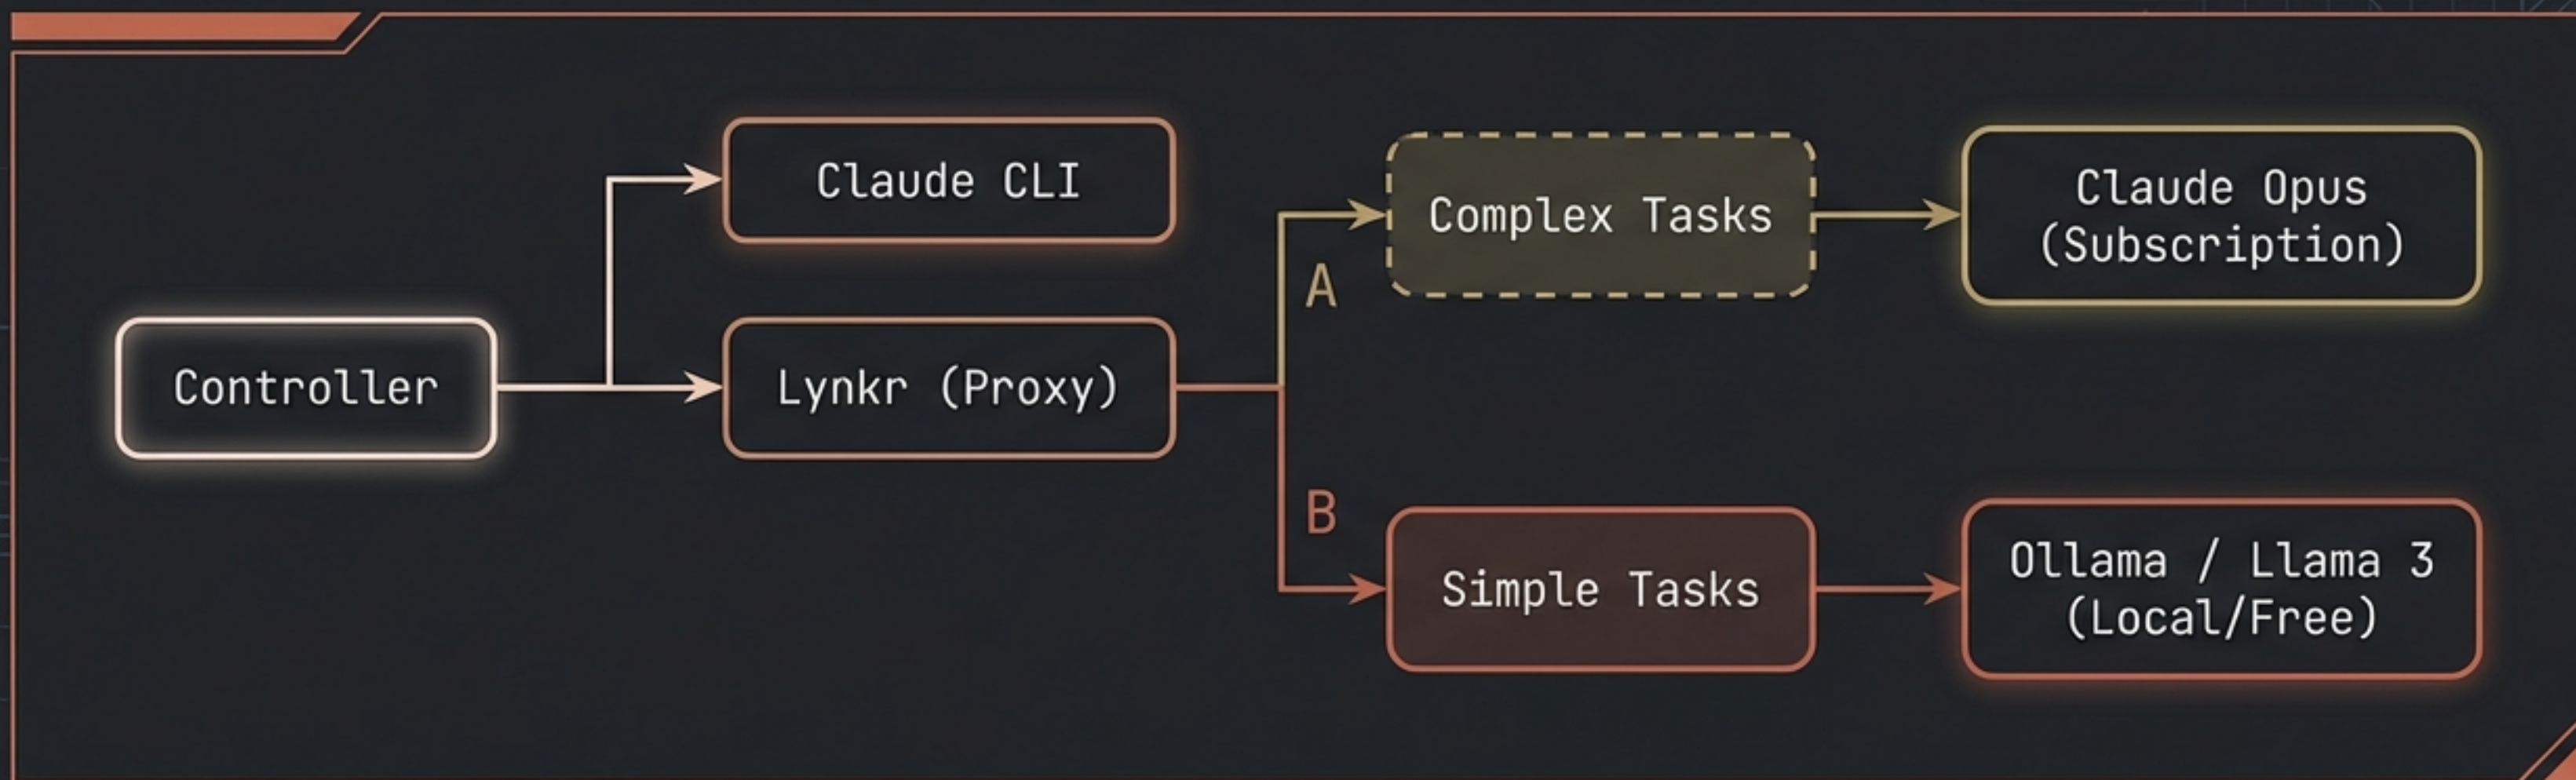 Controller
Claude CLI
Lynkr (Proxy)
A
Complex Tasks
Claude Opus
(Subscription)
B
Simple Tasks
Ollama / Llama 3
(Local/Free)